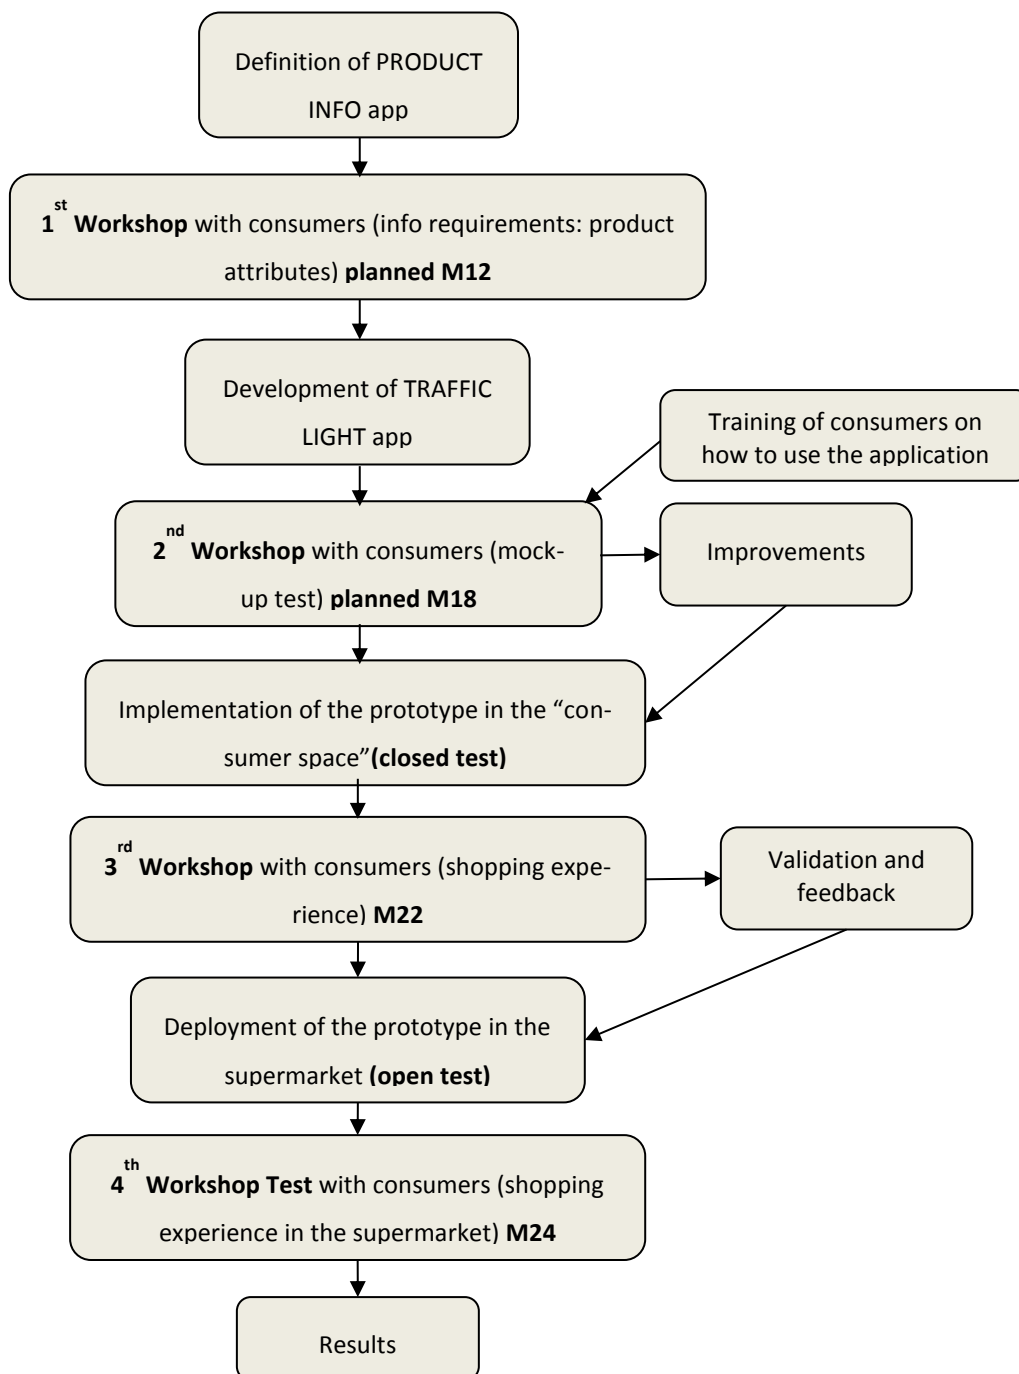 Definition of PRODUCT
INFO app
1st Workshop with consumers (info requirements: product
attributes) planned M12
Development of TRAFFIC
LIGHT app
Training of consumers on
how to use the application
2nd Workshop with consumers (mock-
up test) planned M18
Improvements
Implementation of the prototype in the “con-
sumer space”(closed test)
3rd Workshop with consumers (shopping expe-
rience) M22
Validation and
feedback
Deployment of the prototype in the
supermarket (open test)
4th Workshop Test with consumers (shopping
experience in the supermarket) M24
Results